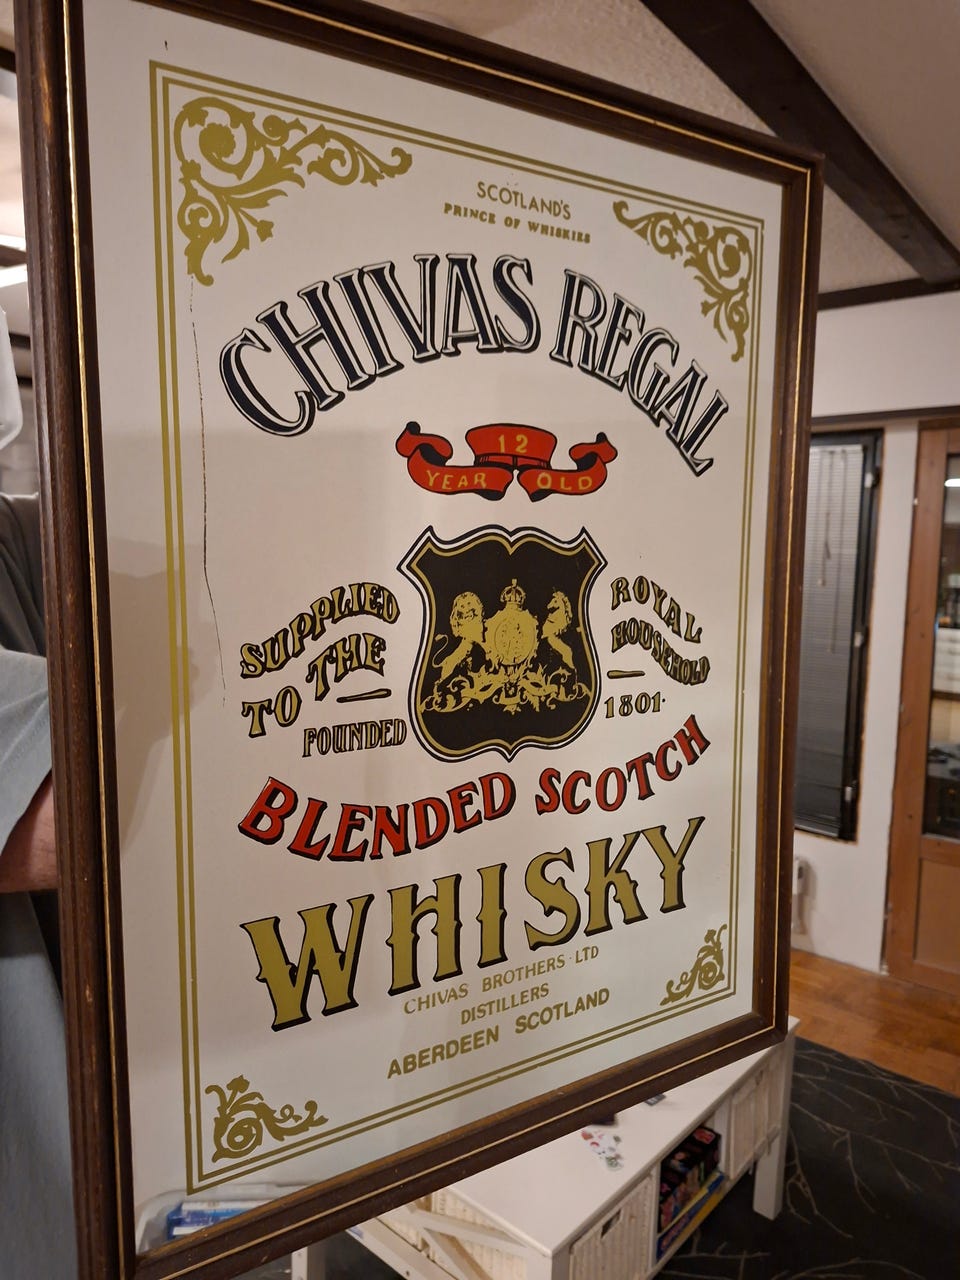 SCOTLAND'S
PRINCE OF WHISKIES
CHIVAS REGAL
12
YEAR OLD
SUPPLIED
TO THE
ROYAL
HOUSEHOLD
FOUNDED
1801.
BLENDED SCOTCH
WHISKY
CHIVAS BROTHERS · LTD
DISTILLERS
ABERDEEN SCOTLAND